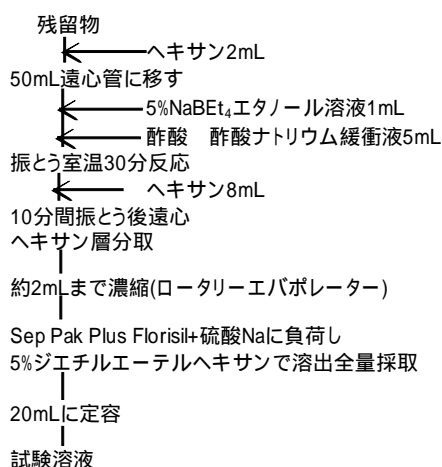 残留物
ヘキサン2mL
50mL遠心管に移す
5%NaBEt₄エタノール溶液1mL
酢酸　酢酸ナトリウム緩衝液5mL
振とう室温30分反応
ヘキサン8mL
10分間振とう後遠心
ヘキサン層分取
約2mLまで濃縮(ロータリーエバポレーター)
Sep Pak Plus Florisil+硫酸Naに負荷し
5%ジエチルエーテルヘキサンで溶出全量採取
20mLに定容
試験溶液